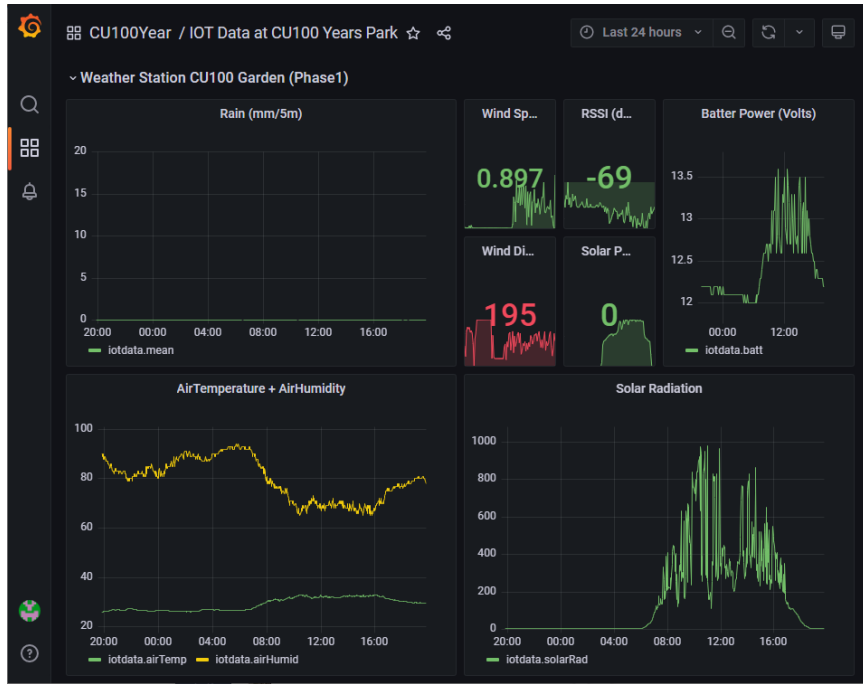 CU100Year / IOT Data at CU100 Years Park
Last 24 hours
Weather Station CU100 Garden (Phase1)
Rain (mm/5m)
20
15
10
5
0
20:00 00:00 04:00 08:00 12:00 16:00
iotdata.mean
Wind Sp...
0.897
RSSI (d...
-69
Wind Di...
195
Solar P...
0
Batter Power (Volts)
13.5
13
12.5
12
00:00 12:00
iotdata.batt
AirTemperature + AirHumidity
100
80
60
40
20
20:00 00:00 04:00 08:00 12:00 16:00
iotdata.airTemp iotdata.airHumid
Solar Radiation
1000
800
600
400
200
0
20:00 00:00 04:00 08:00 12:00 16:00
iotdata.solarRad